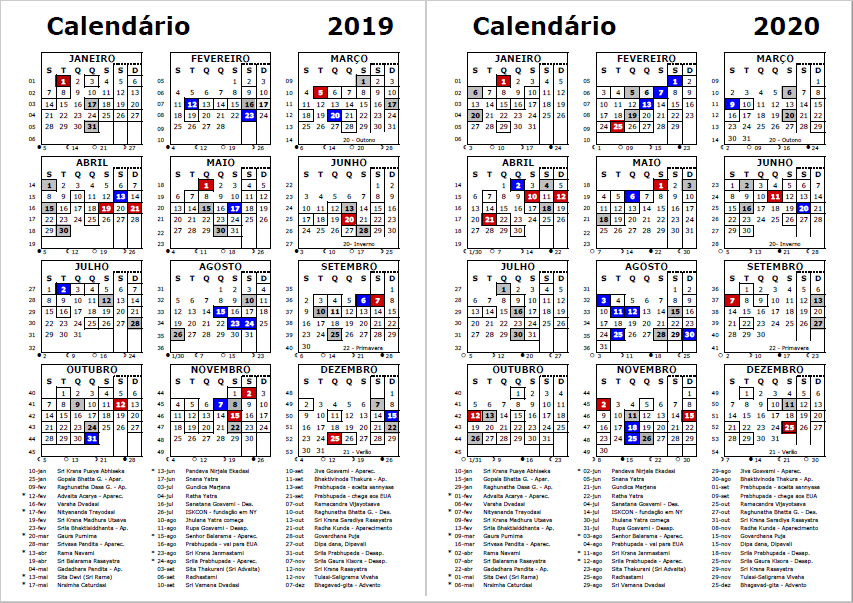 Calendário 2019
JANEIRO
S T Q Q S S D
01 1 2 3 4 5 6
02 7 8 9 10 11 12 13
03 14 15 16 17 18 19 20
04 21 22 23 24 25 26 27
05 28 29 30 31
06
FEVEREIRO
S T Q Q S S D
05 1 2 3
06 4 5 6 7 8 9 10
07 11 12 13 14 15 16 17
08 18 19 20 21 22 23 24
09 25 26 27 28
10
MARÇO
S T Q Q S S D
09 1 2 3
10 4 5 6 7 8 9 10
11 11 12 13 14 15 16 17
12 18 19 20 21 22 23 24
13 25 26 27 28 29 30 31
14 20 - Outono
ABRIL
S T Q Q S S D
14 1 2 3 4 5 6 7
15 8 9 10 11 12 13 14
16 15 16 17 18 19 20 21
17 22 23 24 25 26 27 28
18 29 30
19
MAIO
S T Q Q S S D
18 1 2 3 4 5
19 6 7 8 9 10 11 12
20 13 14 15 16 17 18 19
21 20 21 22 23 24 25 26
22 27 28 29 30 31
23
JUNHO
S T Q Q S S D
22 1 2
23 3 4 5 6 7 8 9
24 10 11 12 13 14 15 16
25 17 18 19 20 21 22 23
26 24 25 26 27 28 29 30
27 20- Inverno
JULHO
S T Q Q S S D
27 1 2 3 4 5 6 7
28 8 9 10 11 12 13 14
29 15 16 17 18 19 20 21
30 22 23 24 25 26 27 28
31 29 30 31
32
AGOSTO
S T Q Q S S D
31 1 2 3 4
32 5 6 7 8 9 10 11
33 12 13 14 15 16 17 18
34 19 20 21 22 23 24 25
35 26 27 28 29 30 31
36
SETEMBRO
S T Q Q S S D
35 1
36 2 3 4 5 6 7 8
37 9 10 11 12 13 14 15
38 16 17 18 19 20 21 22
39 23 24 25 26 27 28 29
40 30 22 - Primavera
OUTUBRO
S T Q Q S S D
40 1 2 3 4 5 6
41 7 8 9 10 11 12 13
42 14 15 16 17 18 19 20
43 21 22 23 24 25 26 27
44 28 29 30 31
NOVEMBRO
S T Q Q S S D
44 1 2 3
45 4 5 6 7 8 9 10
46 11 12 13 14 15 16 17
47 18 19 20 21 22 23 24
48 25 26 27 28 29 30
49
DEZEMBRO
S T Q Q S S D
48 1
49 2 3 4 5 6 7 8
50 9 10 11 12 13 14 15
51 16 17 18 19 20 21 22
52 23 24 25 26 27 28 29
53 30 31 21 - Verão
10-jan Sri Krsna Pusya Abhiseka
25-jan Gopala Bhatta G. - Apar.
09-fev Raghunatha Dasa G. - Ap.
* 12-fev Advaita Acarya - Aparec.
16-fev Varaha Dvadasi
* 17-fev Nityananda Trayodasi
19-fev Sri Krsna Madhura Utsava
23-fev Srila Bhaktisiddhanta - Ap.
* 20-mar Gaura Purnima
28-mar Srivasa Pandita - Aparec.
* 13-abr Rama Navami
19-abr Sri Balarama Rasayatra
04-mai Gadadhara Pandita - Ap.
* 13-mai Sita Devi (Sri Rama)
* 17-mai Nrsimha Caturdasi
* 13-jun Pandava Nirjala Ekadasi
17-jun Snana Yatra
03-jul Gundica Marjana
04-jul Ratha Yatra
16-jul Sanatana Goswami - Des.
26-jul ISKCON - fundação em NY
10-ago Jhulana Yatra começa
11-ago Rupa Goswami - Desap.
* 15-ago Senhor Balarama - Aparec.
16-ago Prabhupada - vai para EUA
* 23-ago Sri Krsna Janmastami
* 24-ago Srila Prabhupada - Aparec.
03-set Sita Thakurani (Sri Advaita)
06-set Radhastami
10-set Sri Vamana Dvadasi
10-set Jiva Goswami - Aparec.
11-set Bhaktivinoda Thakura - Ap.
13-set Prabhupada - aceita sannyasa
21-set Prabhupada - chega aos EUA
07-out Ramacandra Vijayotsava
10-out Raghunatha Bhatta G. - Des.
13-out Sri Krsna Saradiya Rasayatra
21-out Radha Kunda - Aparecimento
28-out Govardhana Puja
27-out Dipa Dana, Dipavali
31-out Srila Prabhupada - Desap.
07-nov Srila Gaura Kisora - Desap.
12-nov Sri Krsna Rasayatra
12-nov Tulasi-Saligrama Vivaha
07-dez Bhagavad-gita - Advento
Calendário 2020
JANEIRO
S T Q Q S S D
01 1 2 3 4 5
02 6 7 8 9 10 11 12
03 13 14 15 16 17 18 19
04 20 21 22 23 24 25 26
05 27 28 29 30 31
06
FEVEREIRO
S T Q Q S S D
05 1 2
06 3 4 5 6 7 8 9
07 10 11 12 13 14 15 16
08 17 18 19 20 21 22 23
09 24 25 26 27 28 29
10
MARÇO
S T Q Q S S D
09 1
10 2 3 4 5 6 7 8
11 9 10 11 12 13 14 15
12 16 17 18 19 20 21 22
13 23 24 25 26 27 28 29
14 30 31 20 - Outono
ABRIL
S T Q Q S S D
14 1 2 3 4 5
15 6 7 8 9 10 11 12
16 13 14 15 16 17 18 19
17 20 21 22 23 24 25 26
18 27 28 29 30
19
MAIO
S T Q Q S S D
18 1 2 3
19 4 5 6 7 8 9 10
20 11 12 13 14 15 16 17
21 18 19 20 21 22 23 24
22 25 26 27 28 29 30 31
23
JUNHO
S T Q Q S S D
23 1 2 3 4 5 6 7
24 8 9 10 11 12 13 14
25 15 16 17 18 19 20 21
26 22 23 24 25 26 27 28
27 29 30
28 20- Inverno
JULHO
S T Q Q S S D
27 1 2 3 4 5
28 6 7 8 9 10 11 12
29 13 14 15 16 17 18 19
30 20 21 22 23 24 25 26
31 27 28 29 30 31
AGOSTO
S T Q Q S S D
31 1 2
32 3 4 5 6 7 8 9
33 10 11 12 13 14 15 16
34 17 18 19 20 21 22 23
35 24 25 26 27 28 29 30
36 31
SETEMBRO
S T Q Q S S D
36 1 2 3 4 5 6
37 7 8 9 10 11 12 13
38 14 15 16 17 18 19 20
39 21 22 23 24 25 26 27
40 28 29 30
41 22 - Primavera
OUTUBRO
S T Q Q S S D
40 1 2 3 4
41 5 6 7 8 9 10 11
42 12 13 14 15 16 17 18
43 19 20 21 22 23 24 25
44 26 27 28 29 30 31
NOVEMBRO
S T Q Q S S D
44 1
45 2 3 4 5 6 7 8
46 9 10 11 12 13 14 15
47 16 17 18 19 20 21 22
48 23 24 25 26 27 28 29
49 30
DEZEMBRO
S T Q Q S S D
49 1 2 3 4 5 6
50 7 8 9 10 11 12 13
51 14 15 16 17 18 19 20
52 21 22 23 24 25 26 27
53 28 29 30 31
54 21 - Verão
10-jan Sri Krsna Pusya Abhiseka
15-jan Gopala Bhatta G. - Apar.
29-jan Raghunatha Dasa G. - Ap.
* 01-fev Advaita Acarya - Aparec.
06-fev Varaha Dvadasi
* 07-fev Nityananda Trayodasi
09-fev Sri Krsna Madhura Utsava
13-fev Srila Bhaktisiddhanta - Ap.
* 09-mar Gaura Purnima
18-mar Srivasa Pandita - Aparec.
* 02-abr Rama Navami
07-abr Sri Balarama Rasayatra
22-abr Gadadhara Pandita - Ap.
* 01-mai Sita Devi (Sri Rama)
* 06-mai Nrsimha Caturdasi
* 02-jun Pandava Nirjala Ekadasi
05-jun Snana Yatra
21-jun Gundica Marjana
22-jun Ratha Yatra
04-jul Sanatana Goswami - Des.
14-jul ISKCON - fundação em NY
30-jul Jhulana Yatra começa
31-jul Rupa Goswami - Desap.
* 03-ago Senhor Balarama - Aparec.
04-ago Prabhupada - vai para EUA
* 11-ago Sri Krsna Janmastami
* 12-ago Srila Prabhupada - Aparec.
23-ago Sita Thakurani (Sri Advaita)
25-ago Radhastami
29-ago Sri Vamana Dvadasi
29-ago Jiva Goswami - Aparec.
30-ago Bhaktivinoda Thakura - Ap.
01-set Prabhupada - aceita sannyasa
09-set Prabhupada - chega aos EUA
25-out Ramacandra Vijayotsava
27-out Raghunatha Bhatta G. - Des.
31-out Sri Krsna Saradiya Rasayatra
08-nov Radha Kunda - Aparecimento
15-nov Govardhana Puja
15-nov Dipa dana, Dipavali
18-nov Srila Prabhupada - Desap.
25-nov Srila Gaura Kisora - Desap.
29-nov Sri Krsna Rasayatra
29-nov Tulasi-Saligrama Vivaha
25-dez Bhagavad-gita - Advento